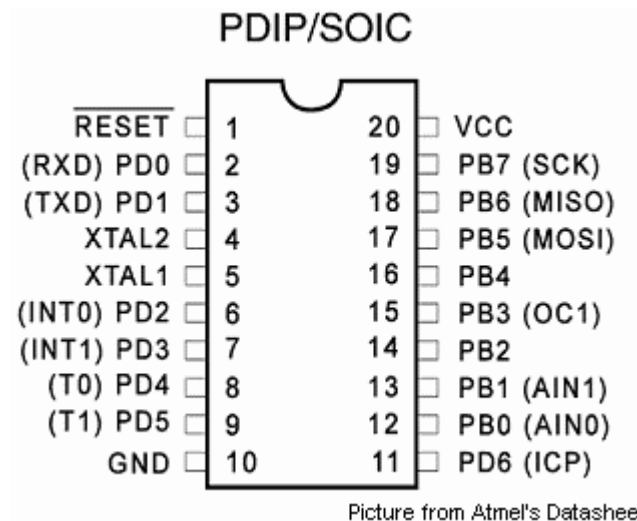 PDIP/SOIC
RESET 1 20 VCC
(RXD) PD0 2 19 PB7 (SCK)
(TXD) PD1 3 18 PB6 (MISO)
XTAL2 4 17 PB5 (MOSI)
XTAL1 5 16 PB4
(INT0) PD2 6 15 PB3 (OC1)
(INT1) PD3 7 14 PB2
(T0) PD4 8 13 PB1 (AIN1)
(T1) PD5 9 12 PB0 (AIN0)
GND 10 11 PD6 (ICP)
Picture from Atmel's Datashee